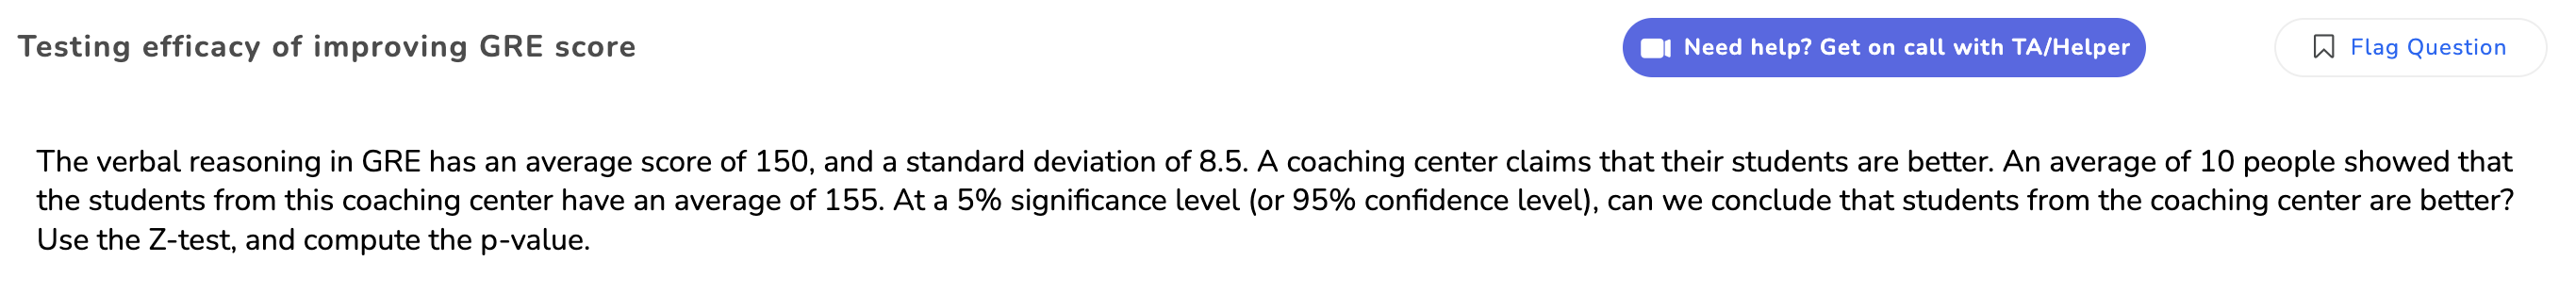 Testing efficacy of improving GRE score
Need help? Get on call with TA/Helper
Flag Question
The verbal reasoning in GRE has an average score of 150, and a standard deviation of 8.5. A coaching center claims that their students are better. An average of 10 people showed that
the students from this coaching center have an average of 155. At a 5% significance level (or 95% confidence level), can we conclude that students from the coaching center are better?
Use the Z-test, and compute the p-value.